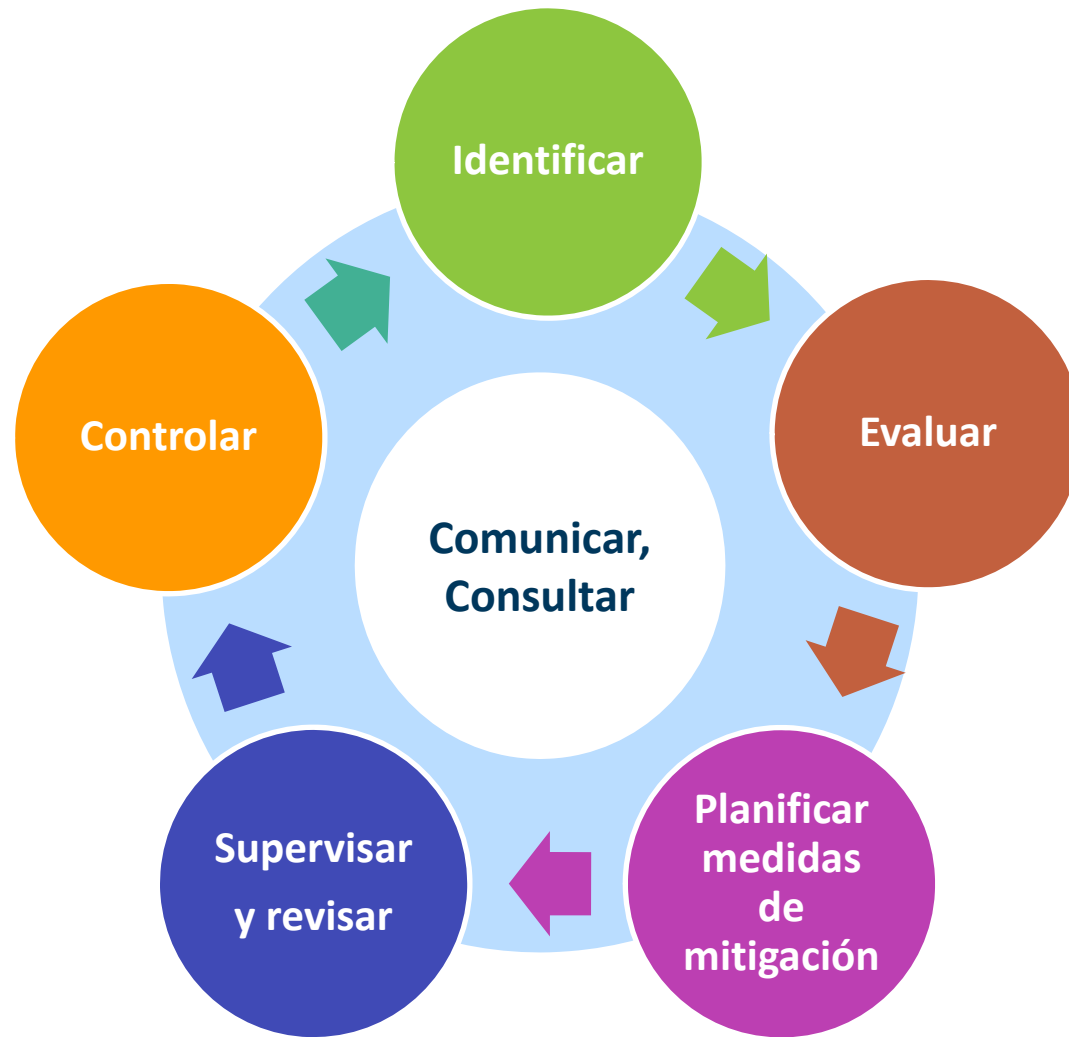 Identificar
Evaluar
Planificar
medidas
de
mitigación
Supervisar
y revisar
Controlar
Comunicar,
Consultar